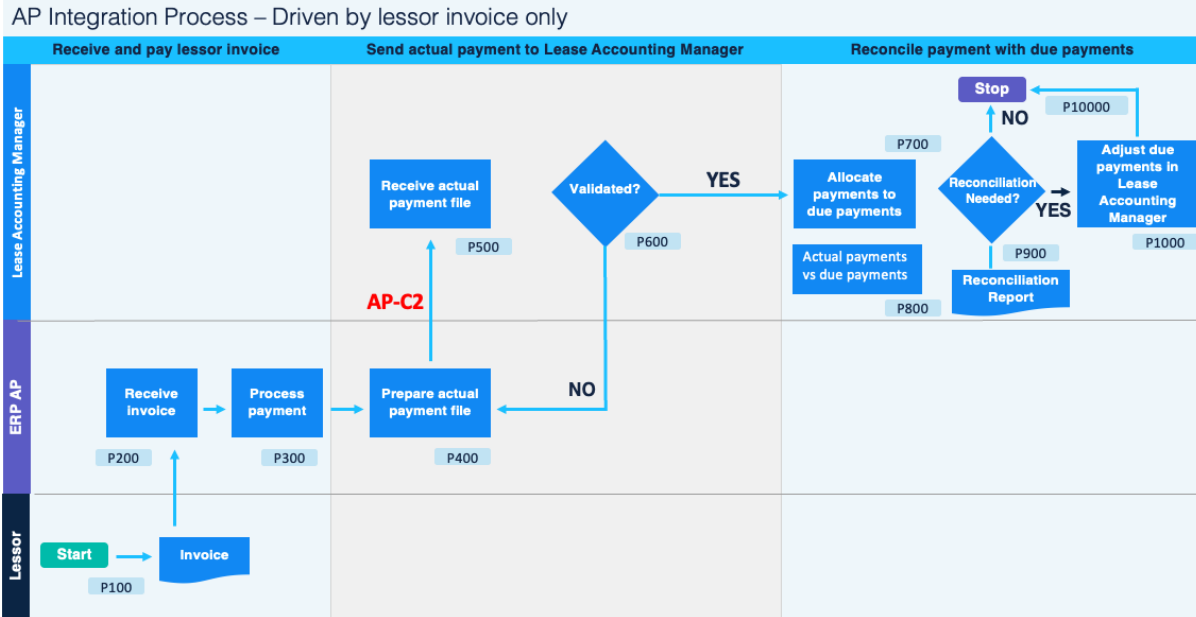 AP Integration Process – Driven by lessor invoice only
Receive and pay lessor invoice
Send actual payment to Lease Accounting Manager
Reconcile payment with due payments
Lease Accounting Manager
Receive actual
payment file
P500
AP-C2
Validated?
P600
YES
NO
Allocate
payments to
due payments
P700
Actual payments
vs due payments
P800
Stop
NO
P10000
Reconciliation
Needed?
YES
P900
Reconciliation
Report
Adjust due
payments in
Lease
Accounting
Manager
P1000
ERP AP
Receive
invoice
P200
Process
payment
P300
Prepare actual
payment file
P400
Lessor
Start
P100
Invoice